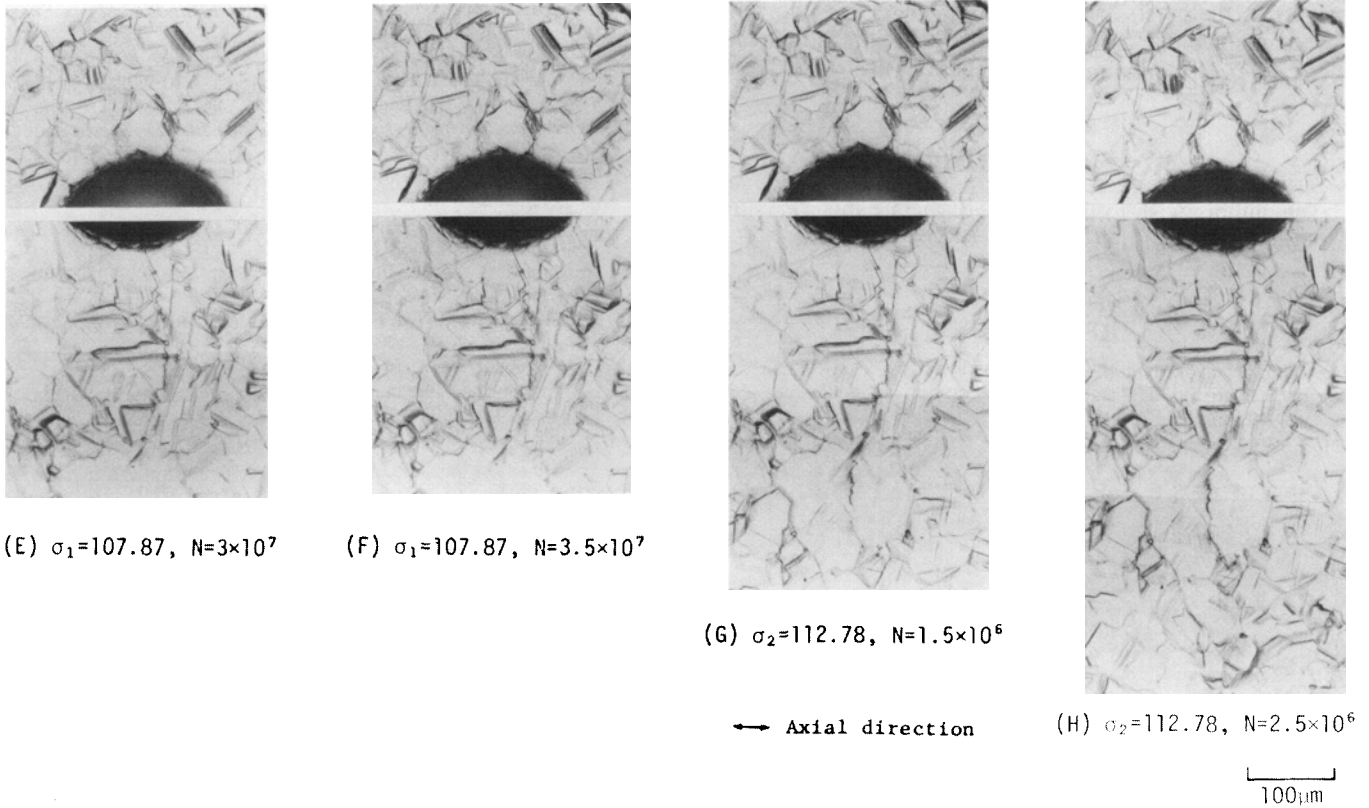 (E) σ₁=107.87, N=3×10⁷
(F) σ₁=107.87, N=3.5×10⁷
(G) σ₂=112.78, N=1.5×10⁶
(H) σ₂=112.78, N=2.5×10⁶
↔ Axial direction
100μm